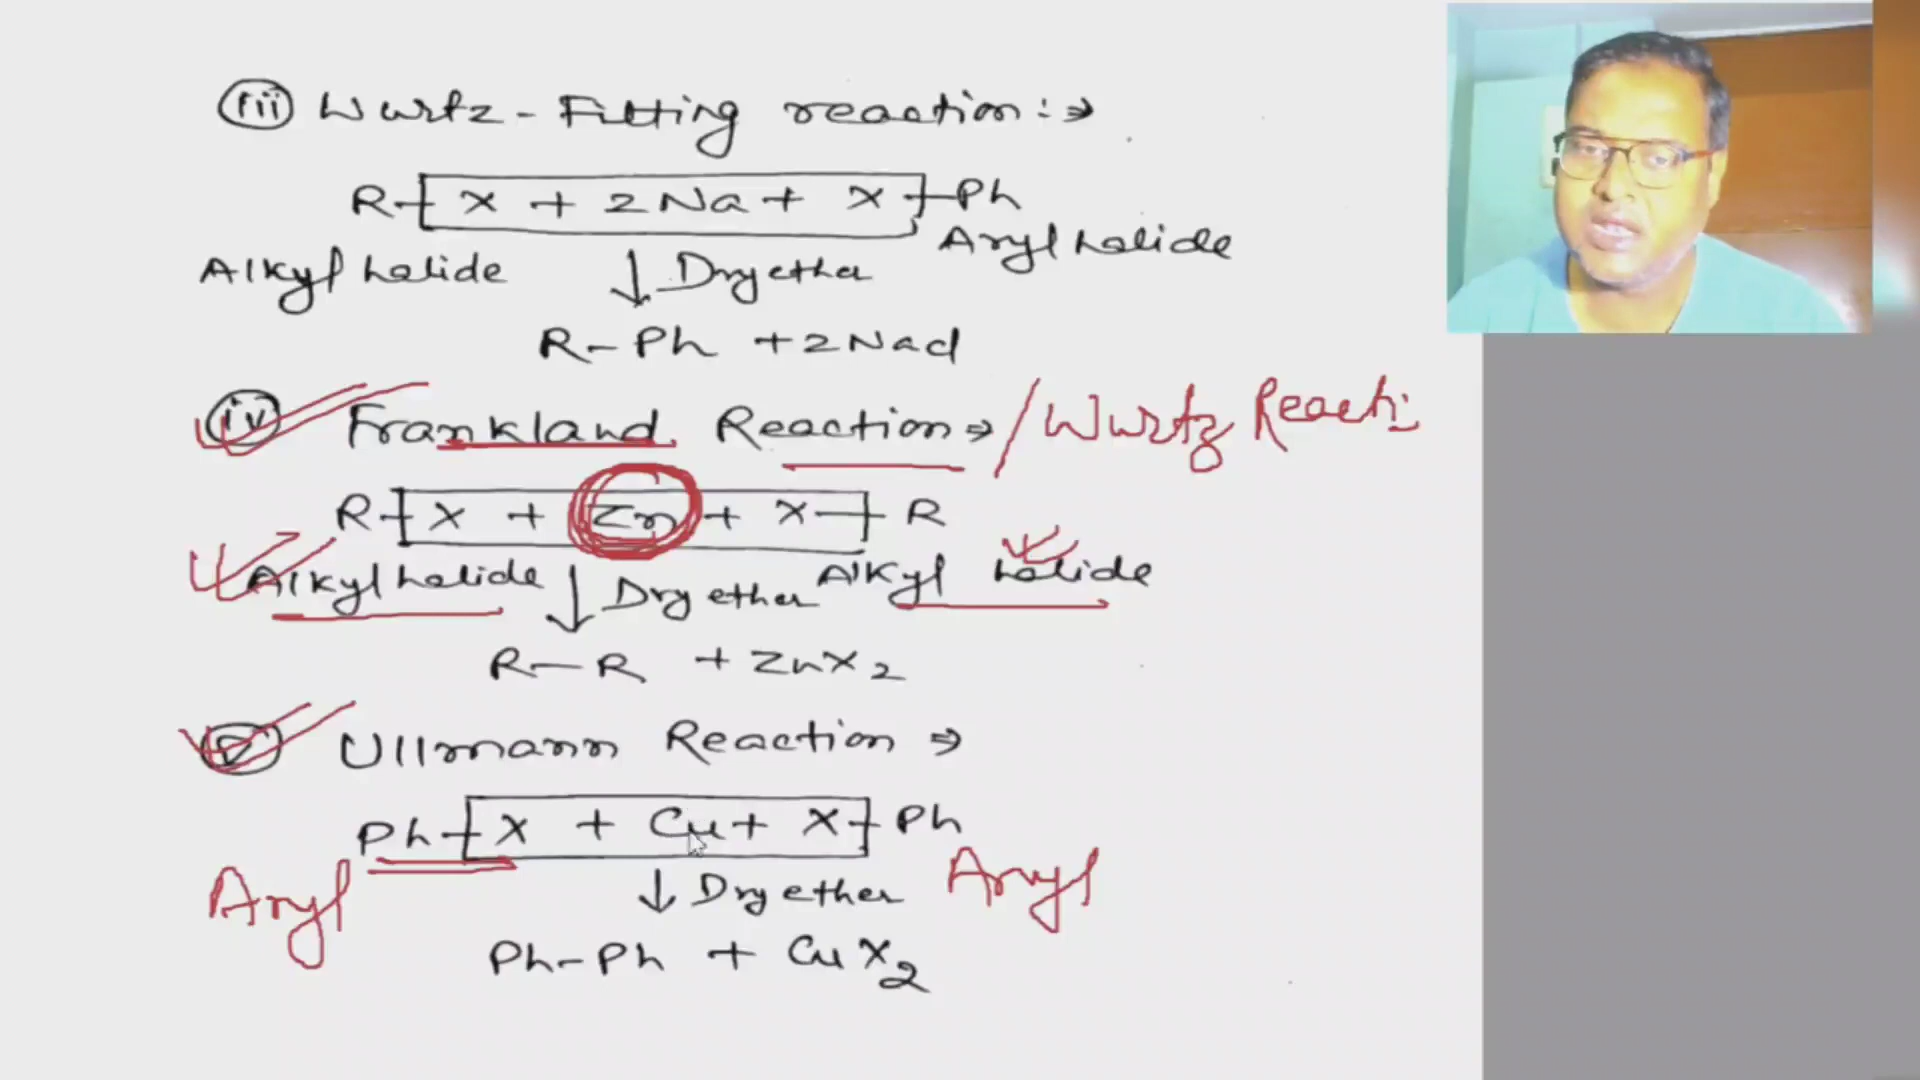 (iii) Wurtz-Fitting reaction:→
R-X + 2Na + X-Ph
Alkyl halide ↓ Dry ether Aryl halide
R-Ph + 2NaCl
(iv) Frankland Reaction→ / Wurtz Reacti
R-X + Zn + X-R
Alkyl halide ↓ Dry ether Alkyl halide
R-R + ZnX2
(v) Ullmann Reaction ⇒
Ph-X + Cu + X-Ph
Aryl ↓ Dry ether Aryl
Ph-Ph + CuX2